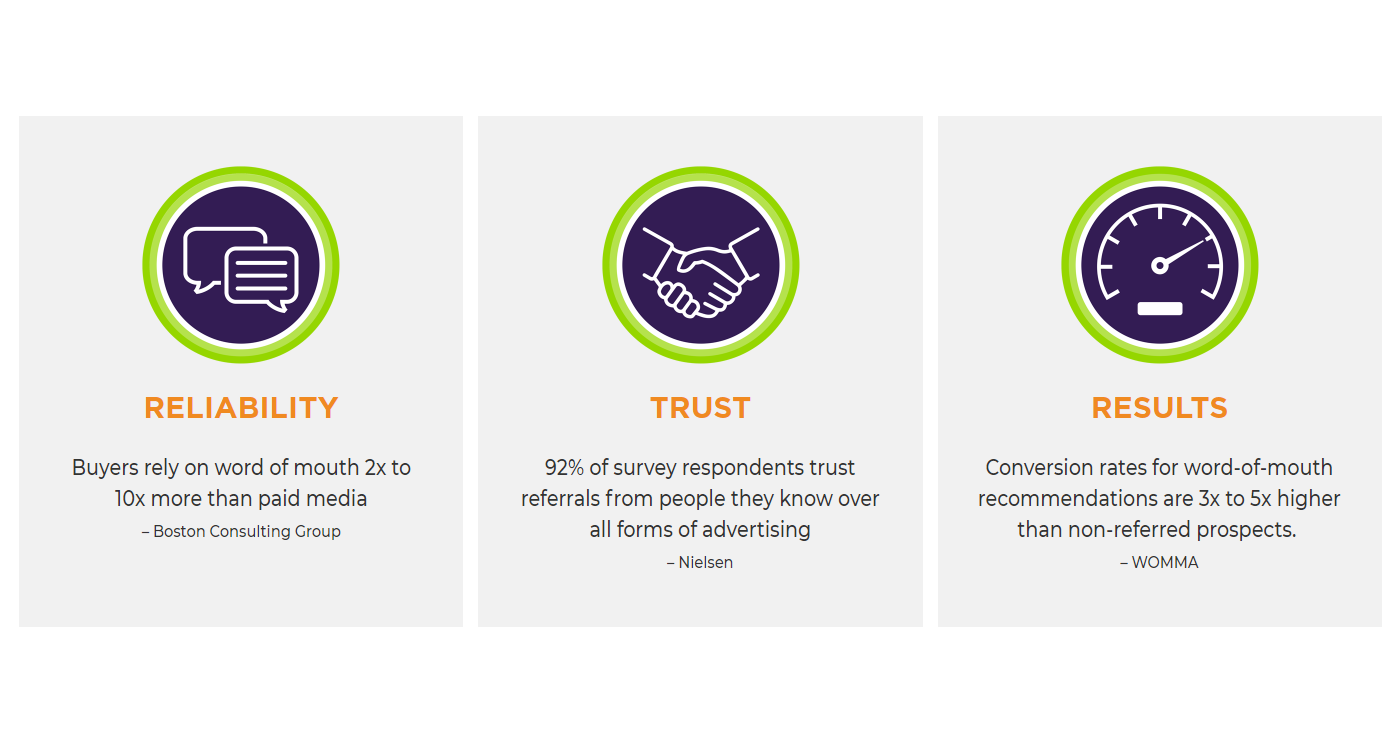 RELIABILITY
Buyers rely on word of mouth 2x to
10x more than paid media
– Boston Consulting Group
TRUST
92% of survey respondents trust
referrals from people they know over
all forms of advertising
– Nielsen
RESULTS
Conversion rates for word-of-mouth
recommendations are 3x to 5x higher
than non-referred prospects.
– WOMMA